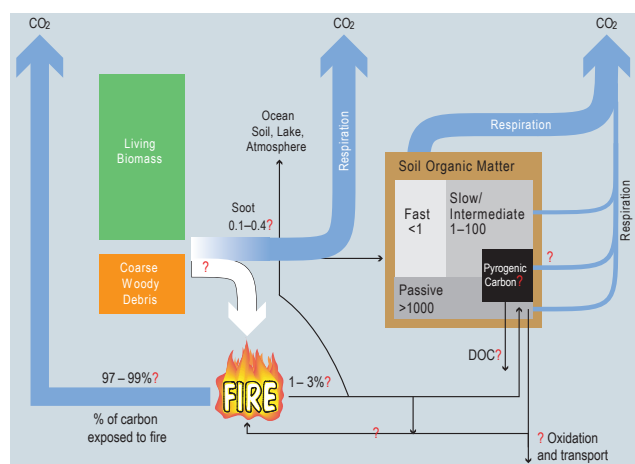 CO2
CO2
CO2
Living
Biomass
Ocean
Soil, Lake,
Atmosphere
Respiration
Respiration
Soil Organic Matter
Fast
<1
Slow/
Intermediate
1–100
Respiration
Soot
0.1–0.4?
?
Coarse
Woody
Debris
?
Pyrogenic
Carbon?
Passive
>1000
DOC?
97–99%?
FIRE
1–3%?
% of carbon
exposed to fire
?
? Oxidation
and transport